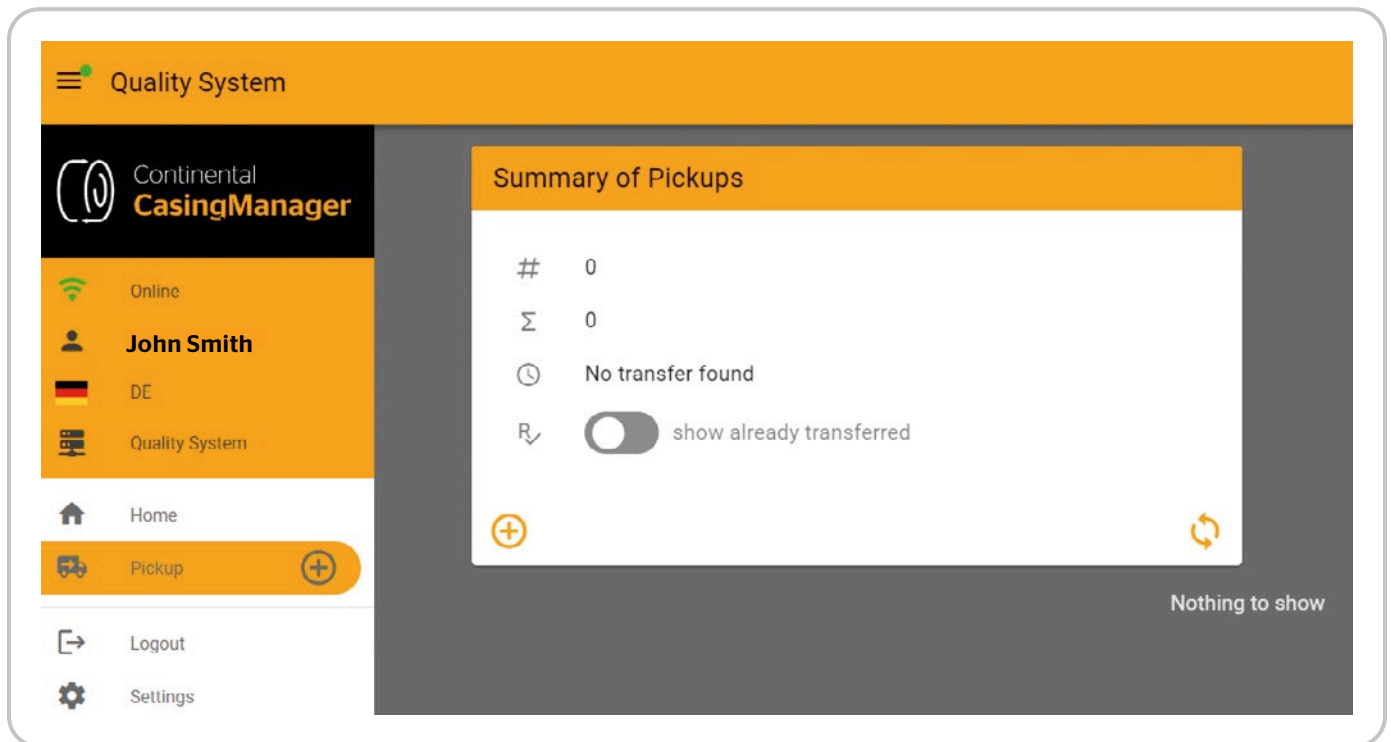 Quality System
Continental
CasingManager
Online
John Smith
DE
Quality System
Home
Pickup
Logout
Settings
Summary of Pickups
# 0
Σ 0
No transfer found
R show already transferred
Nothing to show